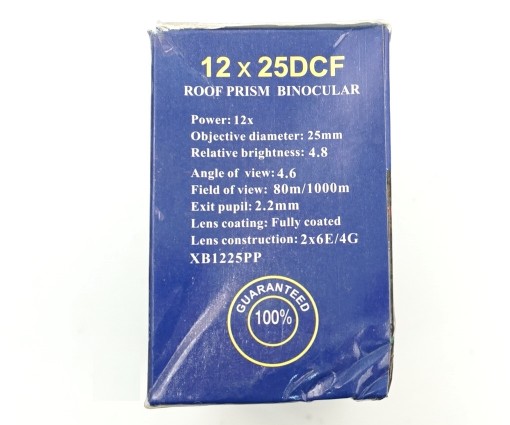 12 x 25DCF
ROOF PRISM BINOCULAR
Power: 12x
Objective diameter: 25mm
Relative brightness: 4.8
Angle of view: 4.6
Field of view: 80m/1000m
Exit pupil: 2.2mm
Lens coating: Fully coated
Lens construction: 2x6E/4G
XB1225PP
GUARANTEED
100%